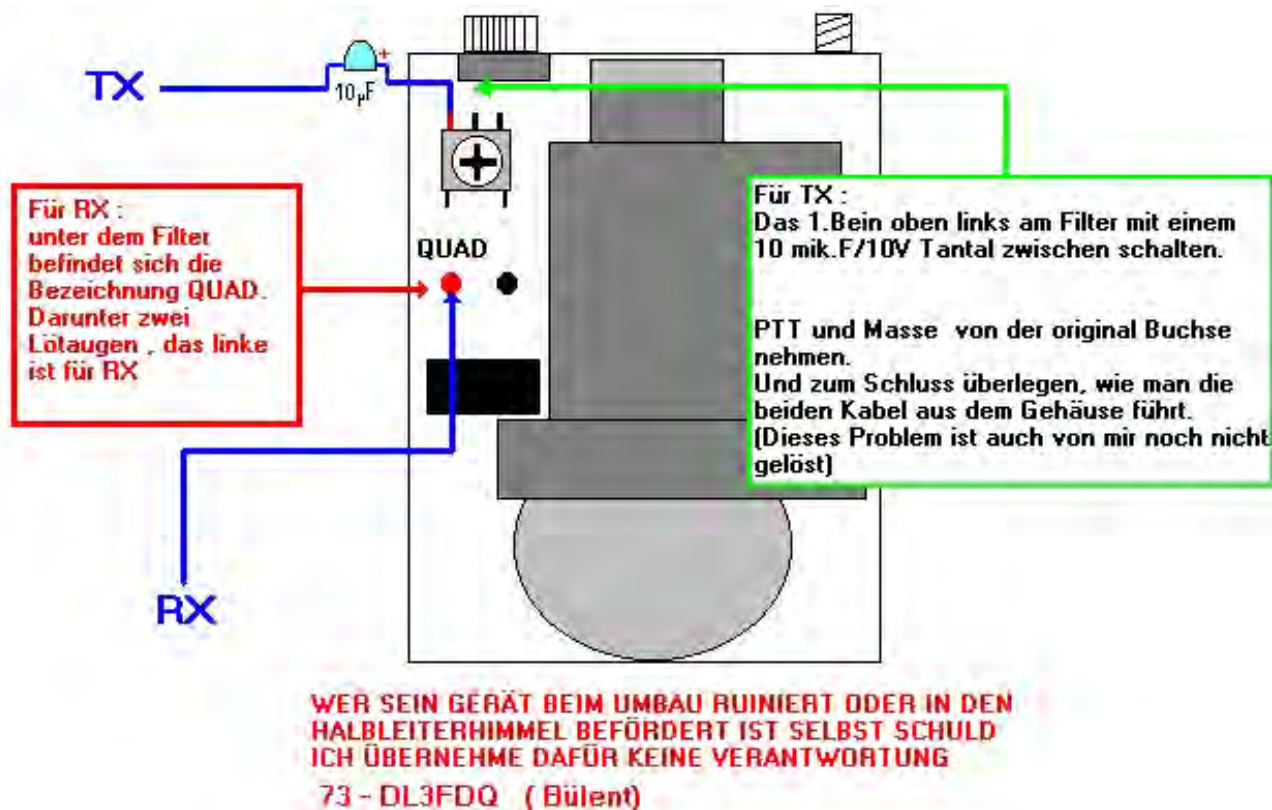 TX
+
10µF
Für RX :
unter dem Filter
befindet sich die
Bezeichnung QUAD.
Darunter zwei
Lötaugen , das linke
ist für RX
QUAD
Für TX :
Das 1.Bein oben links am Filter mit einem
10 mik.F/10V Tantal zwischen schalten.
PTT und Masse von der original Buchse
nehmen.
Und zum Schluss überlegen, wie man die
beiden Kabel aus dem Gehäuse führt.
(Dieses Problem ist auch von mir noch nicht
gelöst)
RX
WER SEIN GERÄT BEIM UMBAU RUINIERT ODER IN DEN
HALBLEITERHIMMEL BEFÖRDERT IST SELBST SCHULD
ICH ÜBERNEHME DAFÜR KEINE VERANTWORTUNG
73 - DL3FDQ ( Bülent)